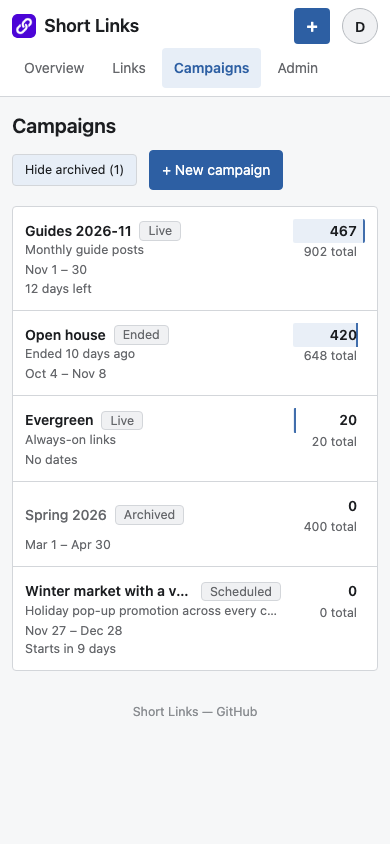 Short Links
+
D
Overview Links Campaigns Admin
Campaigns
Hide archived (1)
+ New campaign
Guides 2026-11 Live 467
Monthly guide posts 902 total
Nov 1 – 30
12 days left
Open house Ended 420
Ended 10 days ago 648 total
Oct 4 – Nov 8
Evergreen Live 20
Always-on links 20 total
No dates
Spring 2026 Archived 0
400 total
Mar 1 – Apr 30
Winter market with a v... Scheduled 0
Holiday pop-up promotion across every c... 0 total
Nov 27 – Dec 28
Starts in 9 days
Short Links — GitHub